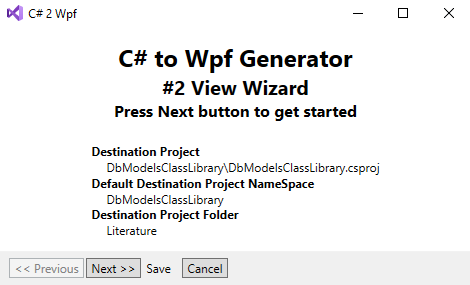 C# 2 Wpf
C# to Wpf Generator
#2 View Wizard
Press Next button to get started
Destination Project
DbModelsClassLibrary\DbModelsClassLibrary.csproj
Default Destination Project NameSpace
DbModelsClassLibrary
Destination Project Folder
Literature
<< Previous Next >> Save Cancel